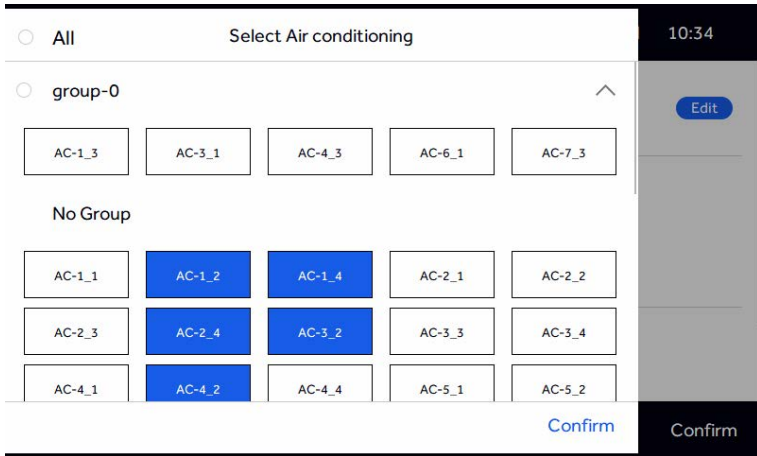 All Select Air conditioning 10:34
group-0
Edit
AC-1_3 AC-3_1 AC-4_3 AC-6_1 AC-7_3
No Group
AC-1_1 AC-1_2 AC-1_4 AC-2_1 AC-2_2
AC-2_3 AC-2_4 AC-3_2 AC-3_3 AC-3_4
AC-4_1 AC-4_2 AC-4_4 AC-5_1 AC-5_2
Confirm
Confirm